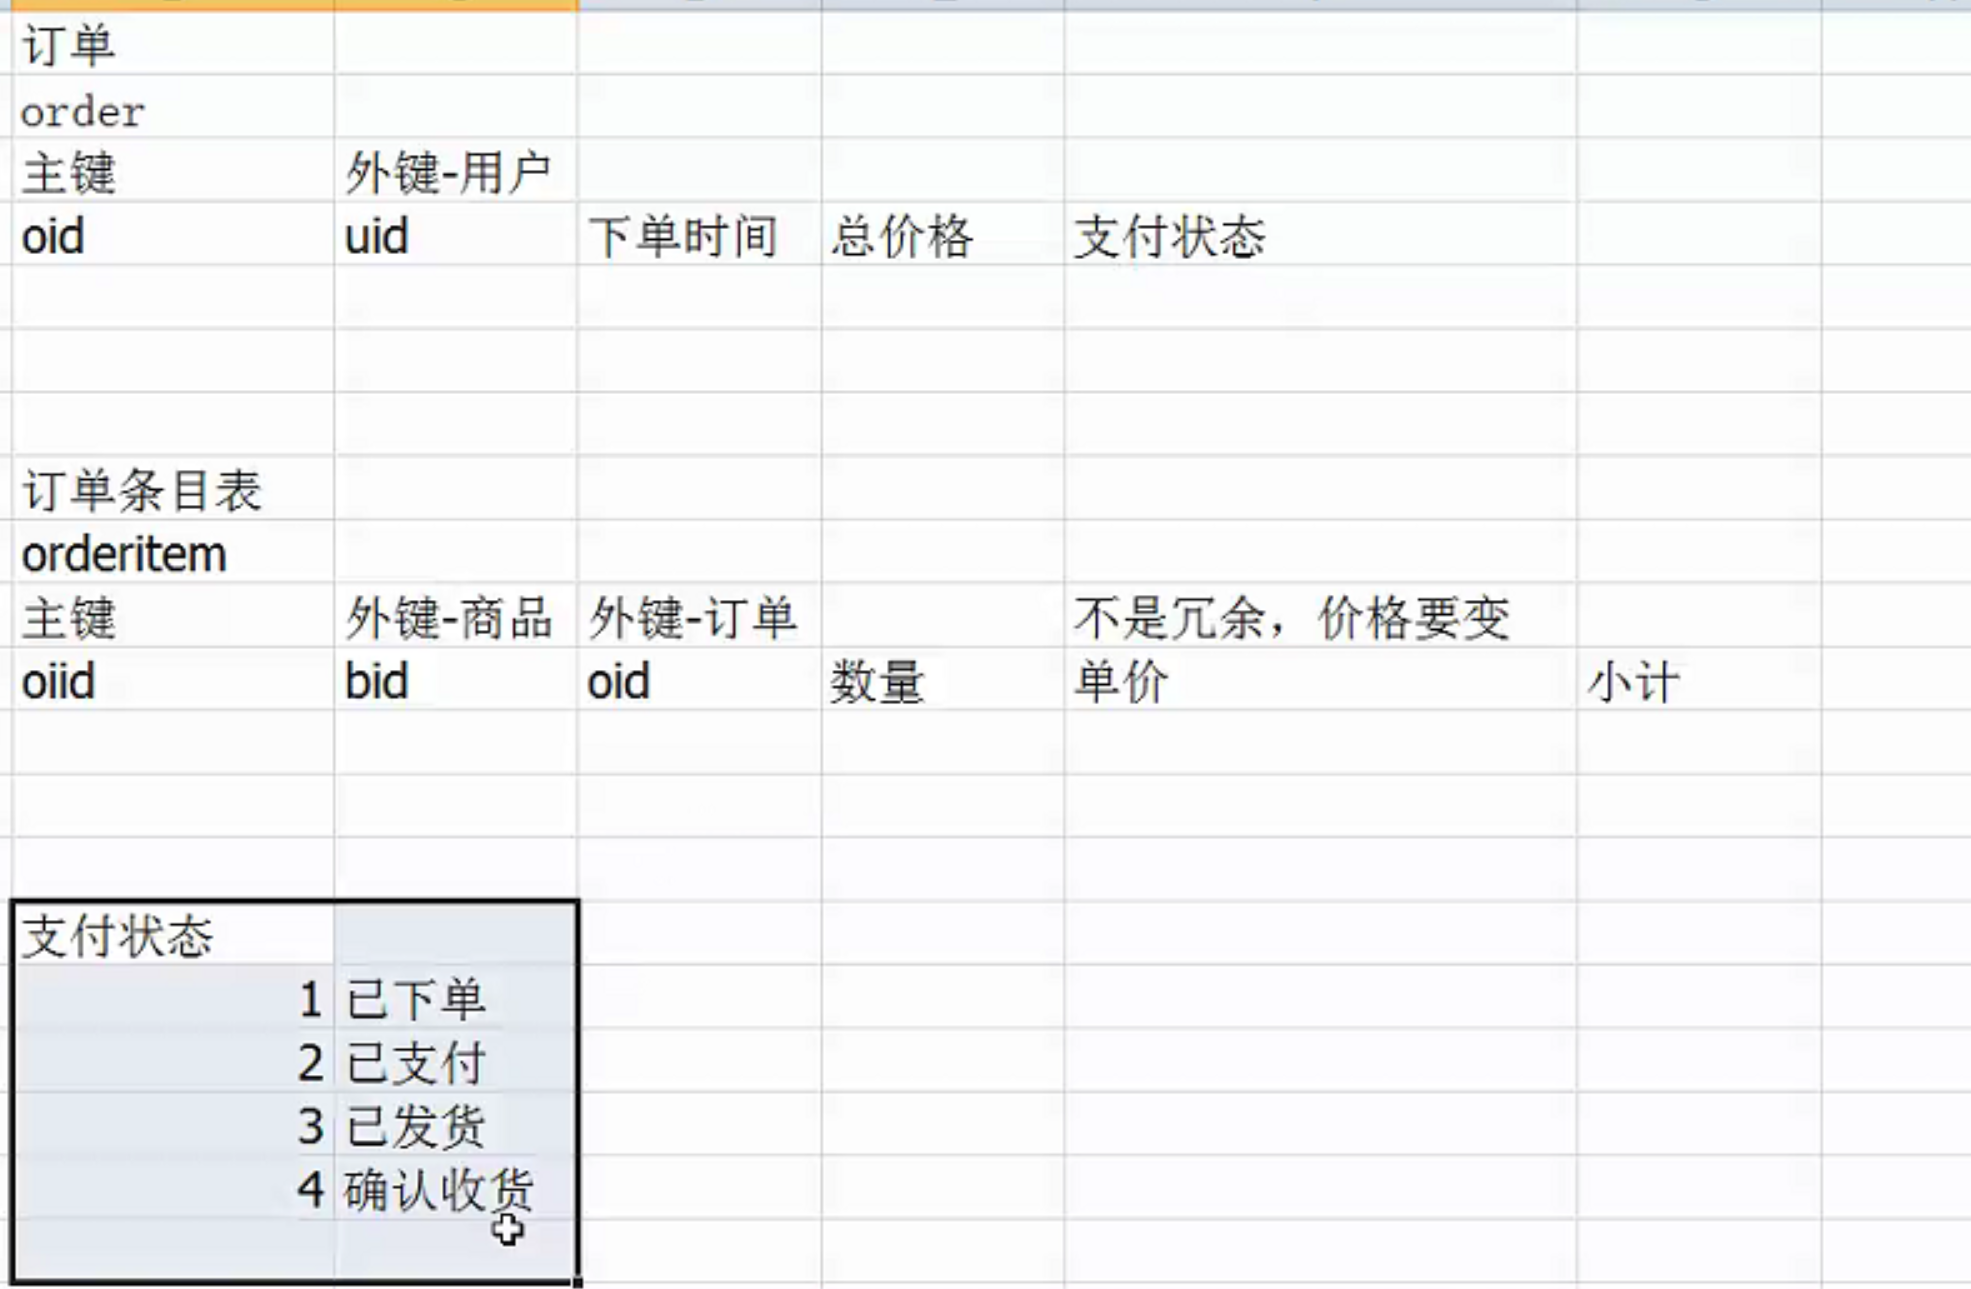 订单
order
主键 外键-用户
oid uid 下单时间 总价格 支付状态
订单条目表
orderitem
主键 外键-商品 外键-订单 不是冗余，价格要变
oiid bid oid 数量 单价 小计
支付状态
1 已下单
2 已支付
3 已发货
4 确认收货